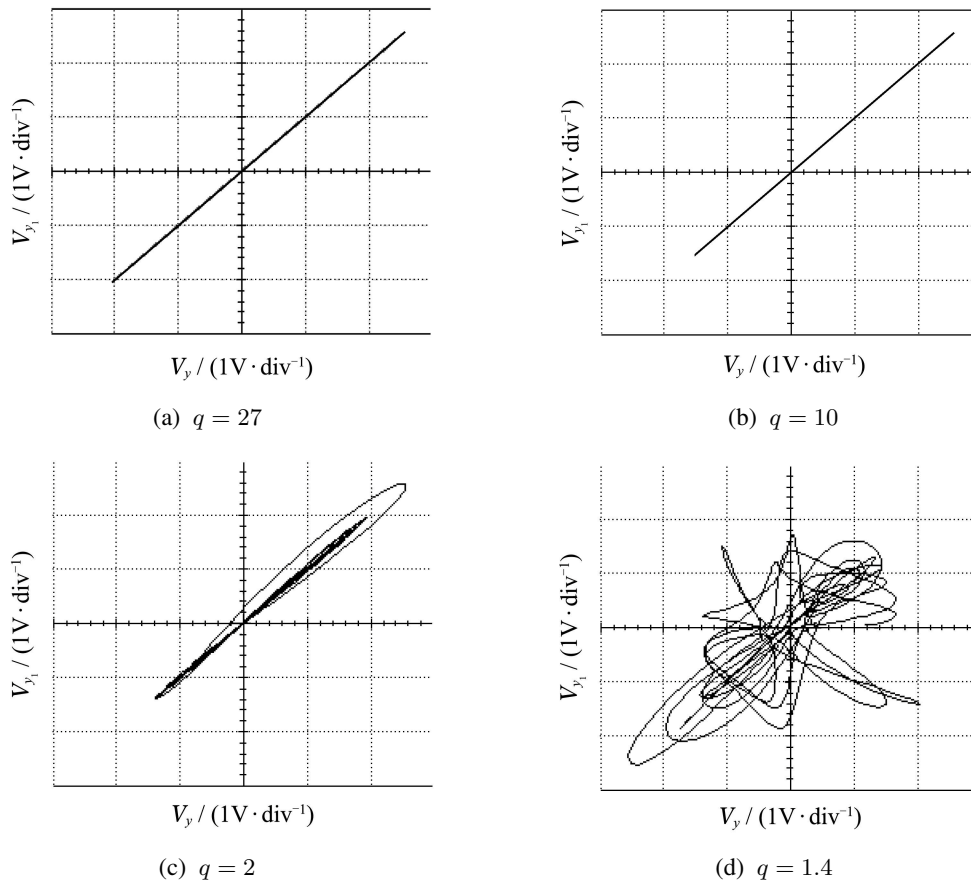 V_{y_1} / (1V·div⁻¹)
V_y / (1V·div⁻¹)
(a) q = 27
V_{y_1} / (1V·div⁻¹)
V_y / (1V·div⁻¹)
(b) q = 10
V_{y_1} / (1V·div⁻¹)
V_y / (1V·div⁻¹)
(c) q = 2
V_{y_1} / (1V·div⁻¹)
V_y / (1V·div⁻¹)
(d) q = 1.4